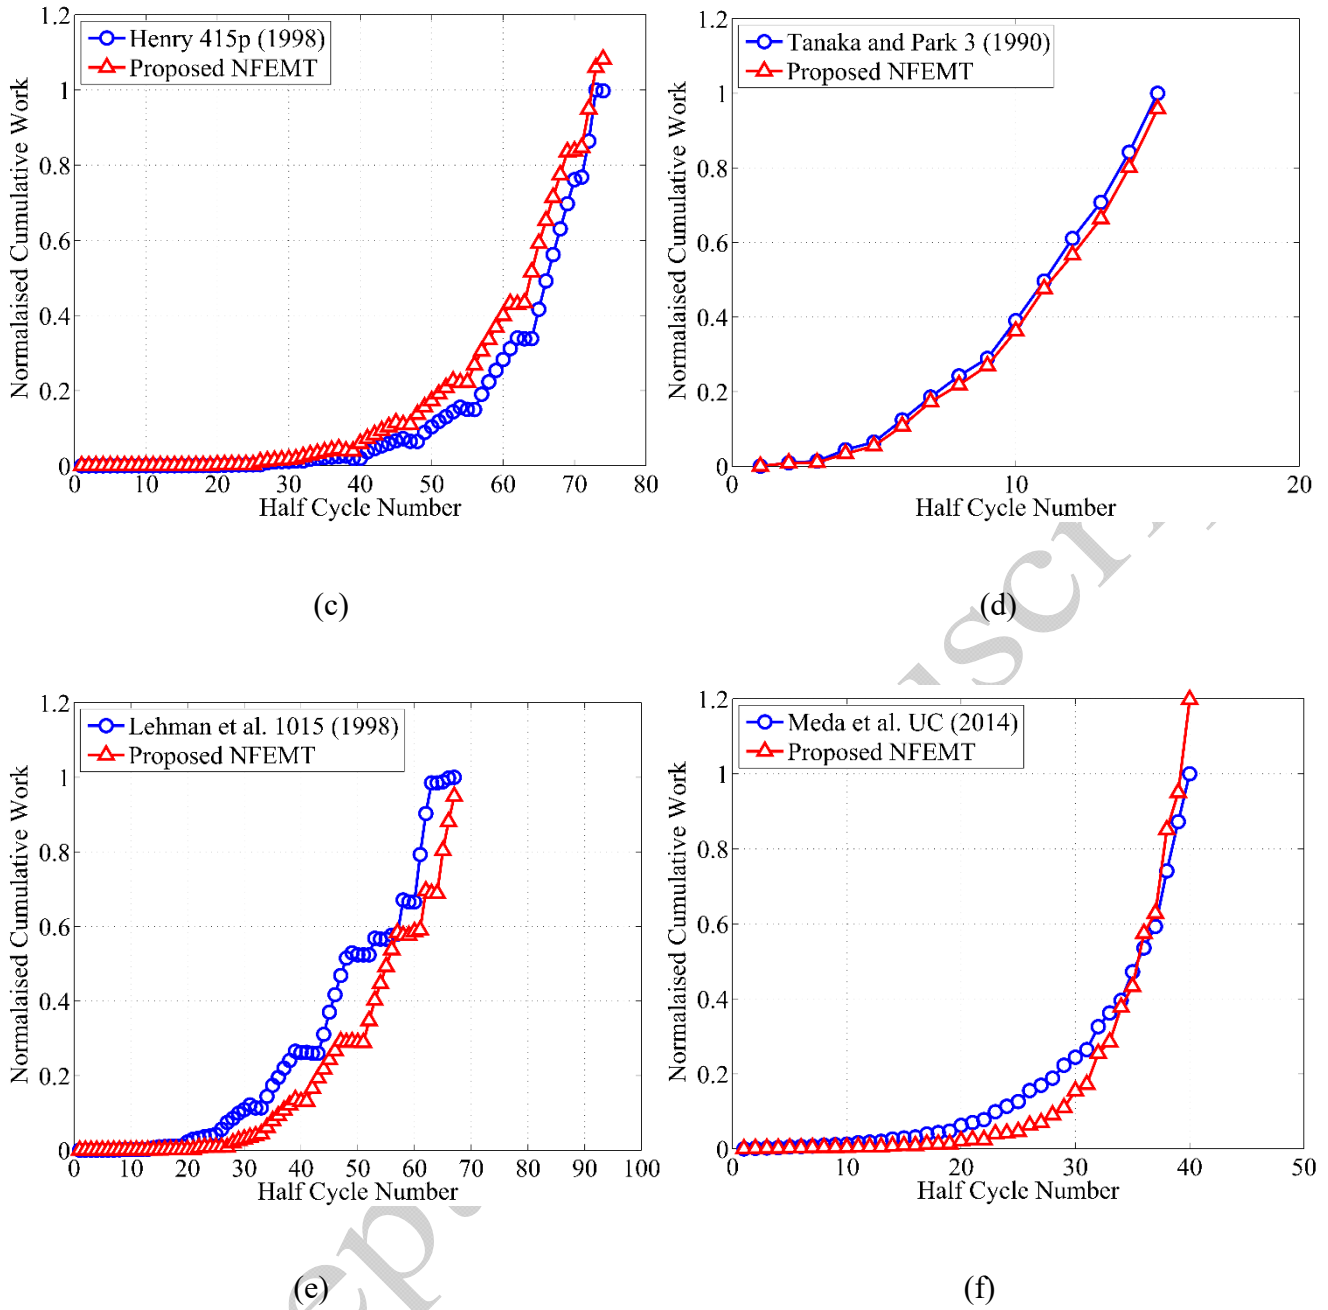 1.2
1
0.8
0.6
0.4
0.2
0
Normalaised Cumulative Work
Henry 415p (1998)
Proposed NFEMT
0 10 20 30 40 50 60 70 80
Half Cycle Number
(c)
1.2
1
0.8
0.6
0.4
0.2
0
Normalaised Cumulative Work
Tanaka and Park 3 (1990)
Proposed NFEMT
0 10 20
Half Cycle Number
(d)
1.2
1
0.8
0.6
0.4
0.2
0
Normalaised Cumulative Work
Lehman et al. 1015 (1998)
Proposed NFEMT
0 10 20 30 40 50 60 70 80 90 100
Half Cycle Number
(e)
1.2
1
0.8
0.6
0.4
0.2
0
Normalaised Cumulative Work
Meda et al. UC (2014)
Proposed NFEMT
0 10 20 30 40 50
Half Cycle Number
(f)